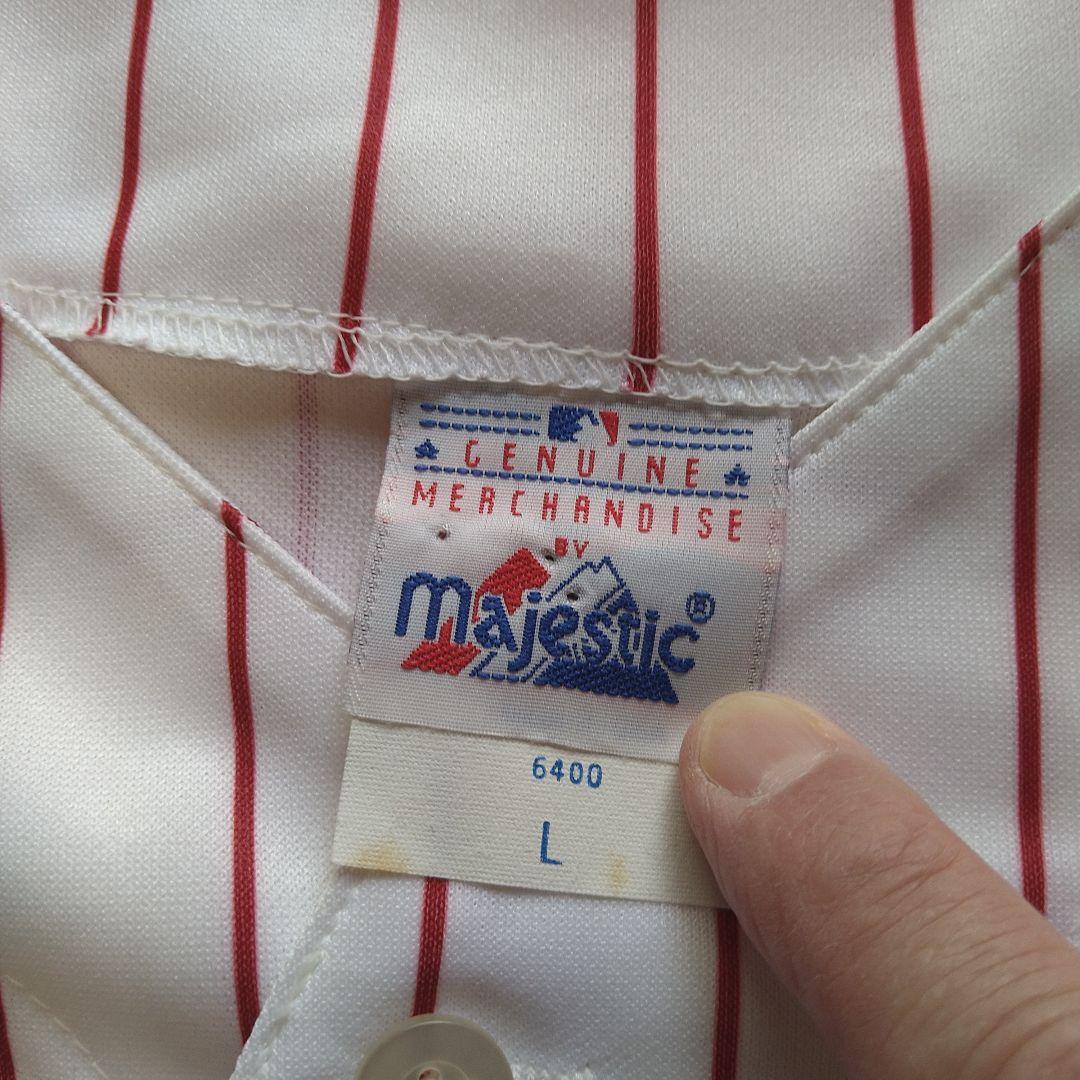 GENUINE
MERCHANDISE
BY
majestic®
6400
L